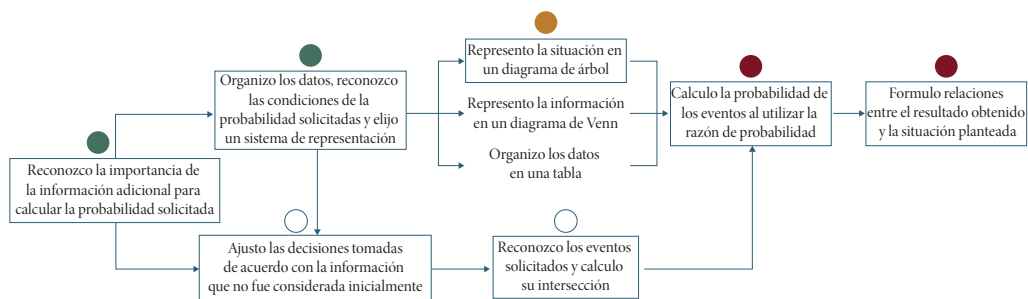 Reconozco la importancia de
la información adicional para
calcular la probabilidad solicitada
Organizo los datos, reconozco
las condiciones de la
probabilidad solicitadas y elijo
un sistema de representación
Ajusto las decisiones tomadas
de acuerdo con la información
que no fue considerada inicialmente
Represento la situación en
un diagrama de árbol
Represento la información
en un diagrama de Venn
Organizo los datos
en una tabla
Reconozco los eventos
solicitados y calculo
su intersección
Calculo la probabilidad de
los eventos al utilizar la
razón de probabilidad
Formulo relaciones
entre el resultado obtenido
y la situación planteada